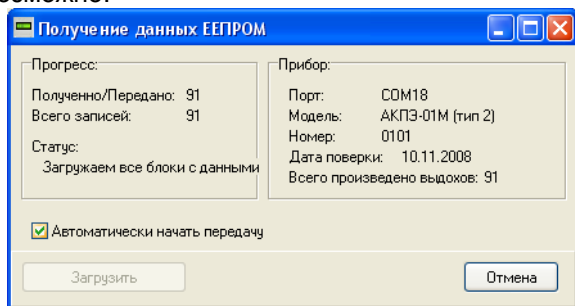 Получение данных ЕЕПРОМ
Прогресс:
Полученно/Передано: 91
Всего записей: 91
Статус:
Загружаем все блоки с данными
Прибор:
Порт: COM18
Модель: АКПЭ-01М (тип 2)
Номер: 0101
Дата поверки: 10.11.2008
Всего произведено выдохов: 91
Автоматически начать передачу
Загрузить
Отмена